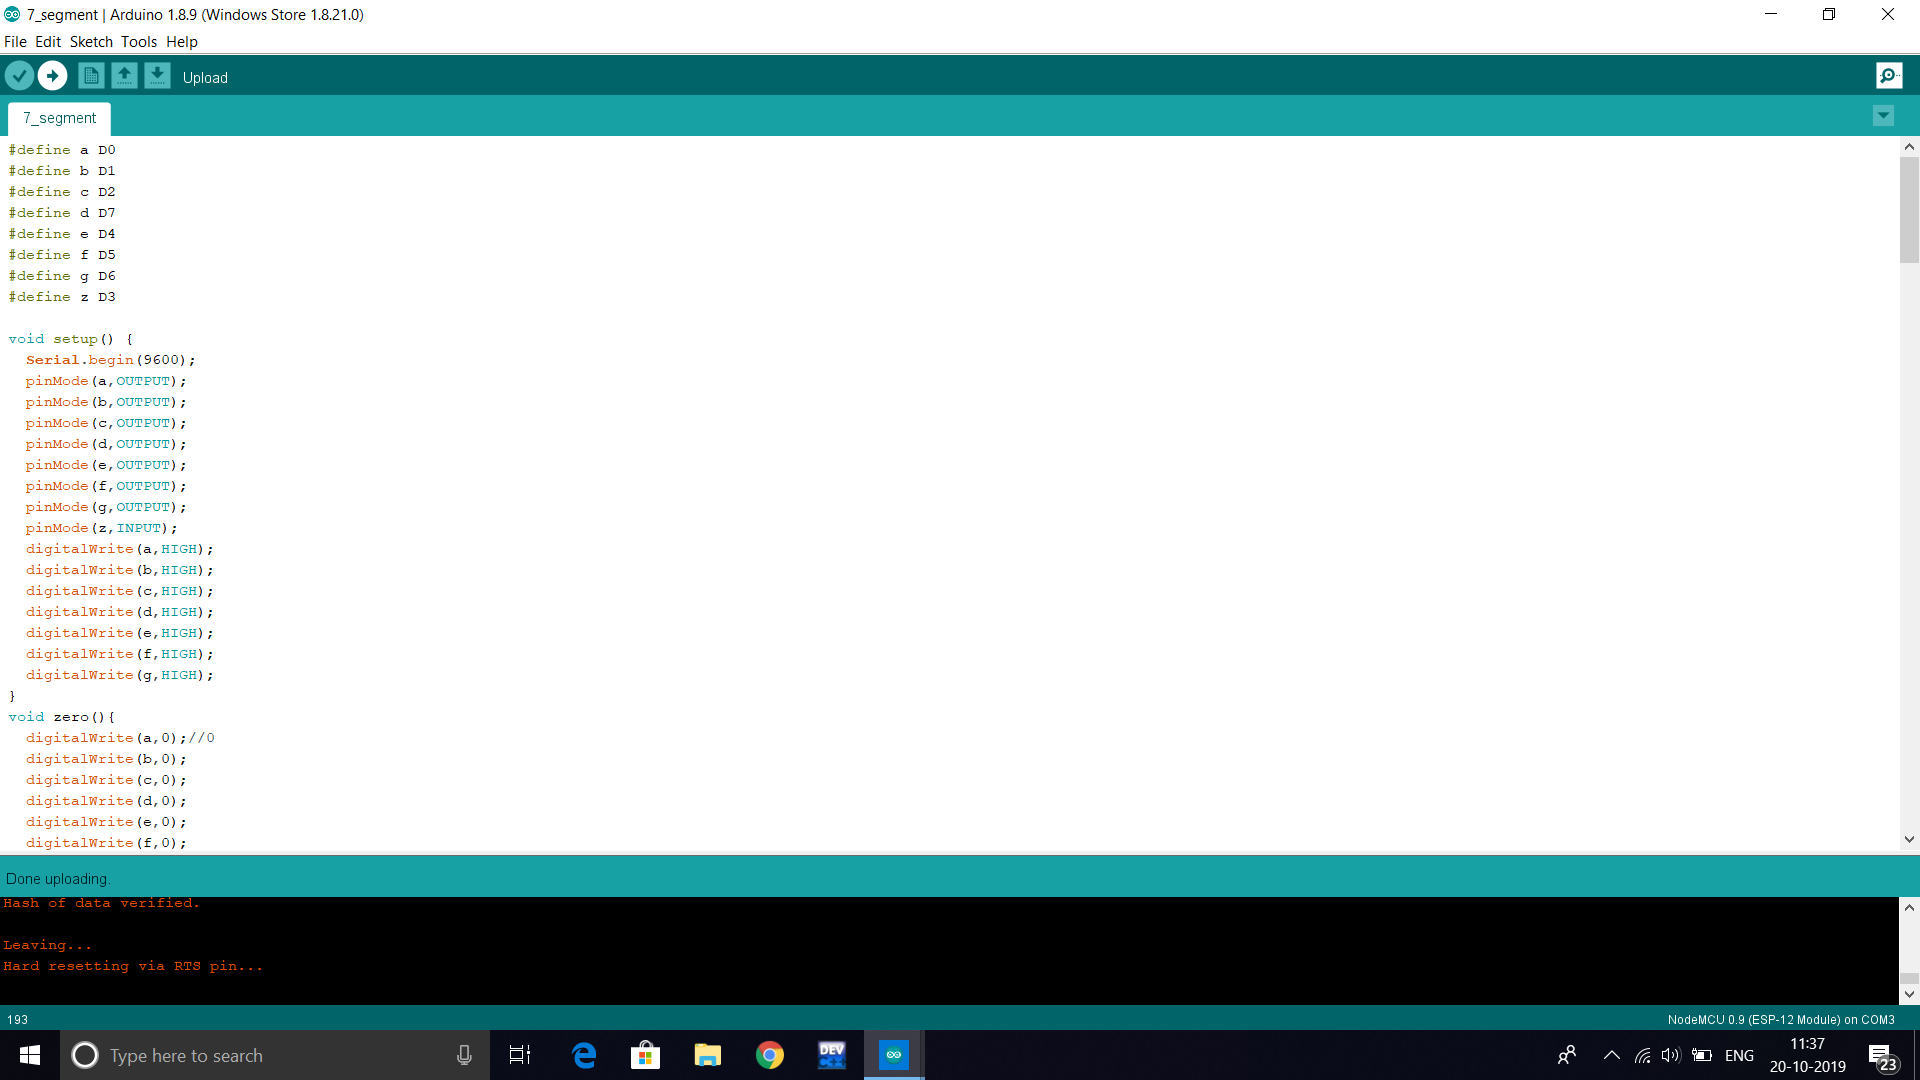 7_segment | Arduino 1.8.9 (Windows Store 1.8.21.0)
File Edit Sketch Tools Help
Upload
7_segment
#define a D0
#define b D1
#define c D2
#define d D7
#define e D4
#define f D5
#define g D6
#define z D3
void setup() {
  Serial.begin(9600);
  pinMode(a,OUTPUT);
  pinMode(b,OUTPUT);
  pinMode(c,OUTPUT);
  pinMode(d,OUTPUT);
  pinMode(e,OUTPUT);
  pinMode(f,OUTPUT);
  pinMode(g,OUTPUT);
  pinMode(z,INPUT);
  digitalWrite(a,HIGH);
  digitalWrite(b,HIGH);
  digitalWrite(c,HIGH);
  digitalWrite(d,HIGH);
  digitalWrite(e,HIGH);
  digitalWrite(f,HIGH);
  digitalWrite(g,HIGH);
}
void zero(){
  digitalWrite(a,0);//0
  digitalWrite(b,0);
  digitalWrite(c,0);
  digitalWrite(d,0);
  digitalWrite(e,0);
  digitalWrite(f,0);
Done uploading.
Hash of data verified.
Leaving...
Hard resetting via RTS pin...
193
NodeMCU 0.9 (ESP-12 Module) on COM3
Type here to search
DEV
C++
ENG
11:37
20-10-2019
23